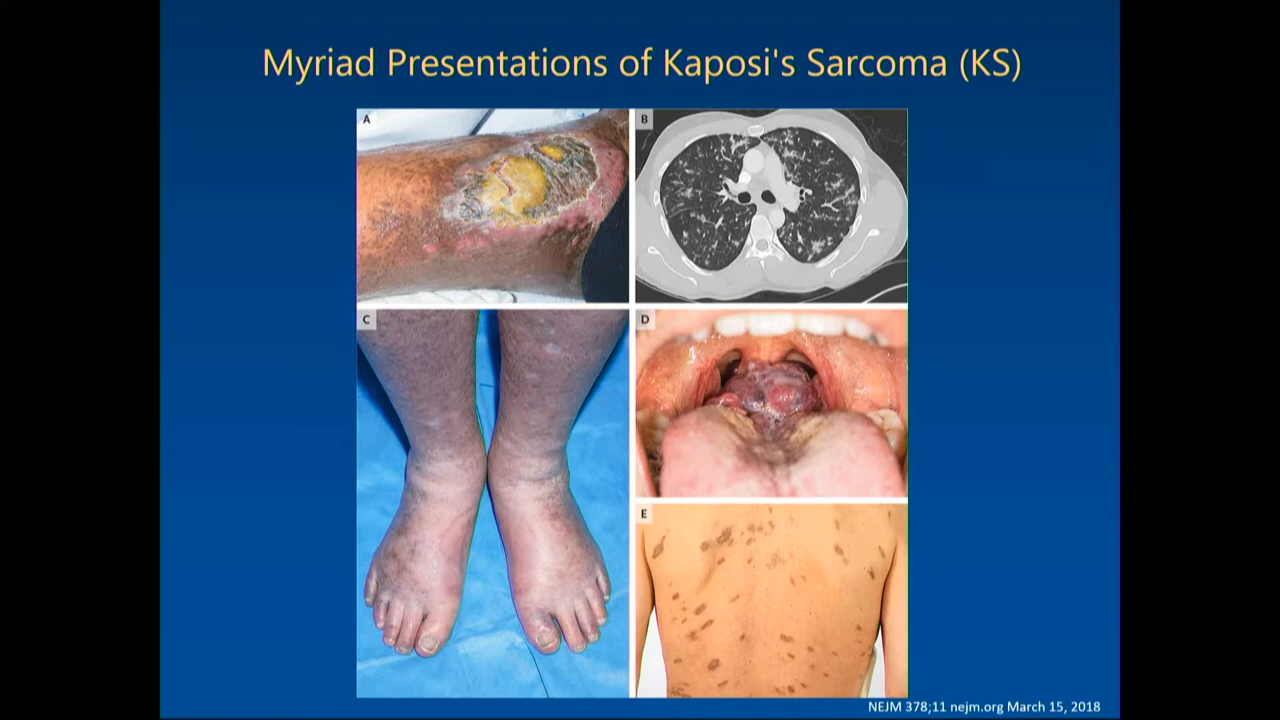 Myriad Presentations of Kaposi's Sarcoma (KS)
A
B
C
D
E
NEJM 378;11 nejm.org March 15, 2018